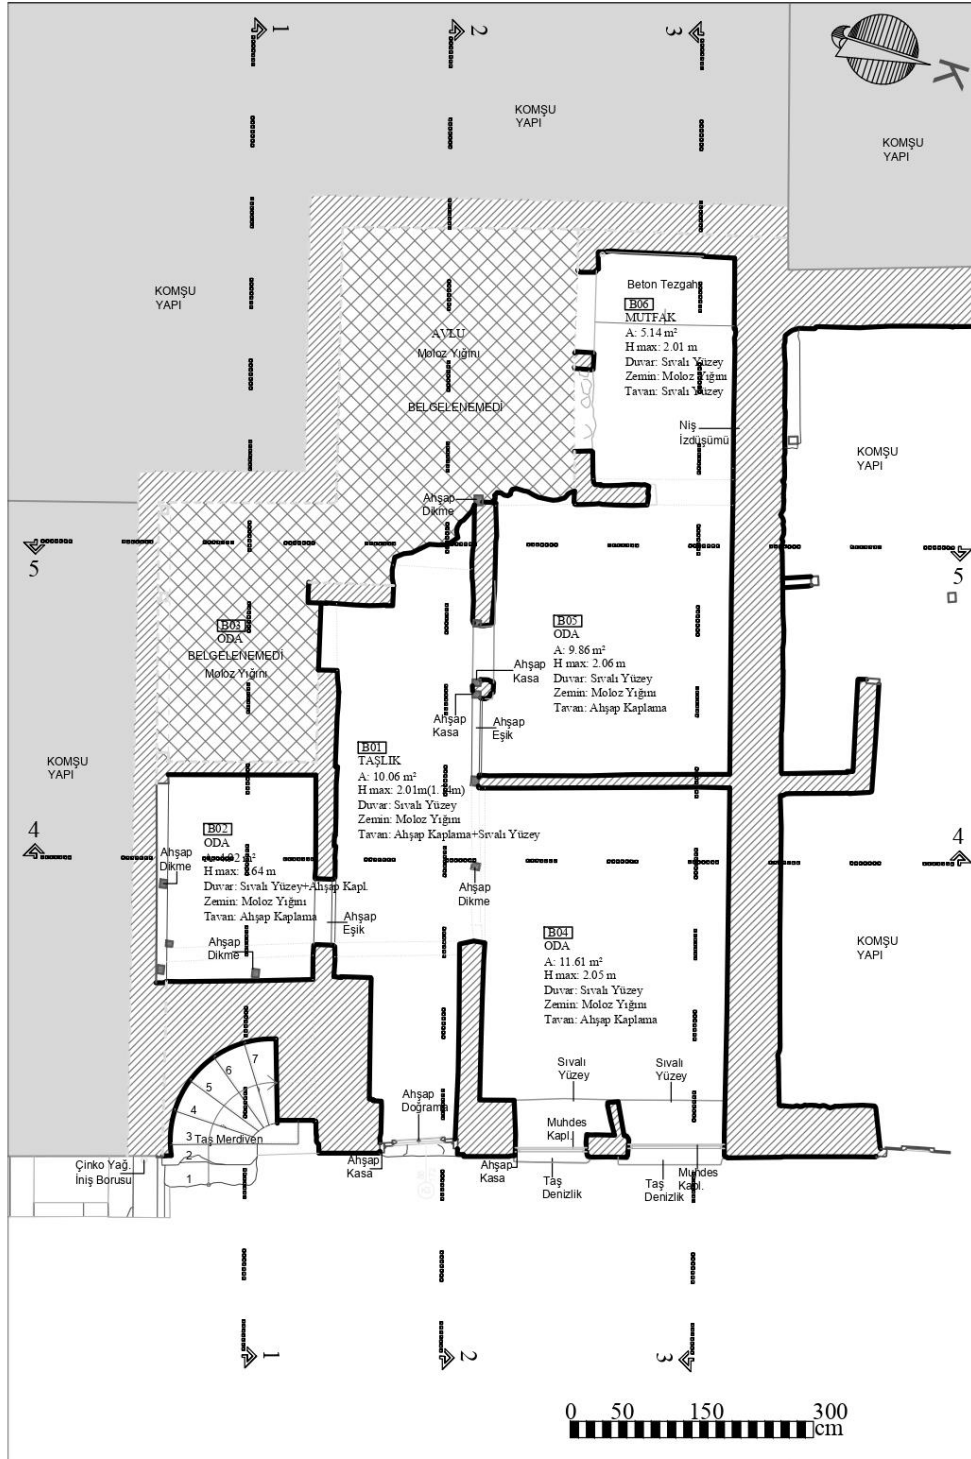 1
2
3
K
KOMŞU
YAPI
KOMŞU
YAPI
KOMŞU
YAPI
Beton Tezgah
B06
MUTFAK
A: 5.14 m²
H max: 2.01 m
Duvar: Sıvalı Yüzey
Zemin: Moloz Yığını
Tavan: Sıvalı Yüzey
AVLU
Moloz Yığını
BELGELENEMEDİ
Niş
İzdüşümü
KOMŞU
YAPI
Ahşap
Dikme
5
5
B03
ODA
BELGELENEMEDİ
Moloz Yığını
B05
ODA
A: 9.86 m²
H max: 2.06 m
Duvar: Sıvalı Yüzey
Zemin: Moloz Yığını
Tavan: Ahşap Kaplama
Ahşap
Kasa
Ahşap
Kasa
Ahşap
Eşik
KOMŞU
YAPI
B01
TAŞLIK
A: 10.06 m²
H max: 2.01m
Duvar: Sıvalı Yüzey
Zemin: Moloz Yığını
Tavan: Ahşap Kaplama+Sıvalı Yüzey
4
4
B02
ODA
H max:
Duvar: Sıvalı Yüzey+Ahşap Kapl.
Zemin: Moloz Yığını
Tavan: Ahşap Kaplama
Ahşap
Dikme
Ahşap
Dikme
Ahşap
Eşik
Ahşap
Dikme
B04
ODA
A: 11.61 m²
H max: 2.05 m
Duvar: Sıvalı Yüzey
Zemin: Moloz Yığını
Tavan: Ahşap Kaplama
KOMŞU
YAPI
Sıvalı
Yüzey
Sıvalı
Yüzey
7
6
5
4
3
2
1
Taş Merdiven
Ahşap
Doğrama
Muhdes
Kapl.
Çinko Yağ.
İniş Borusu
Ahşap
Kasa
Ahşap
Kasa
Taş
Denizlik
Taş
Denizlik
Muhdes
Kapl.
1
2
3
0 50 150 300
cm